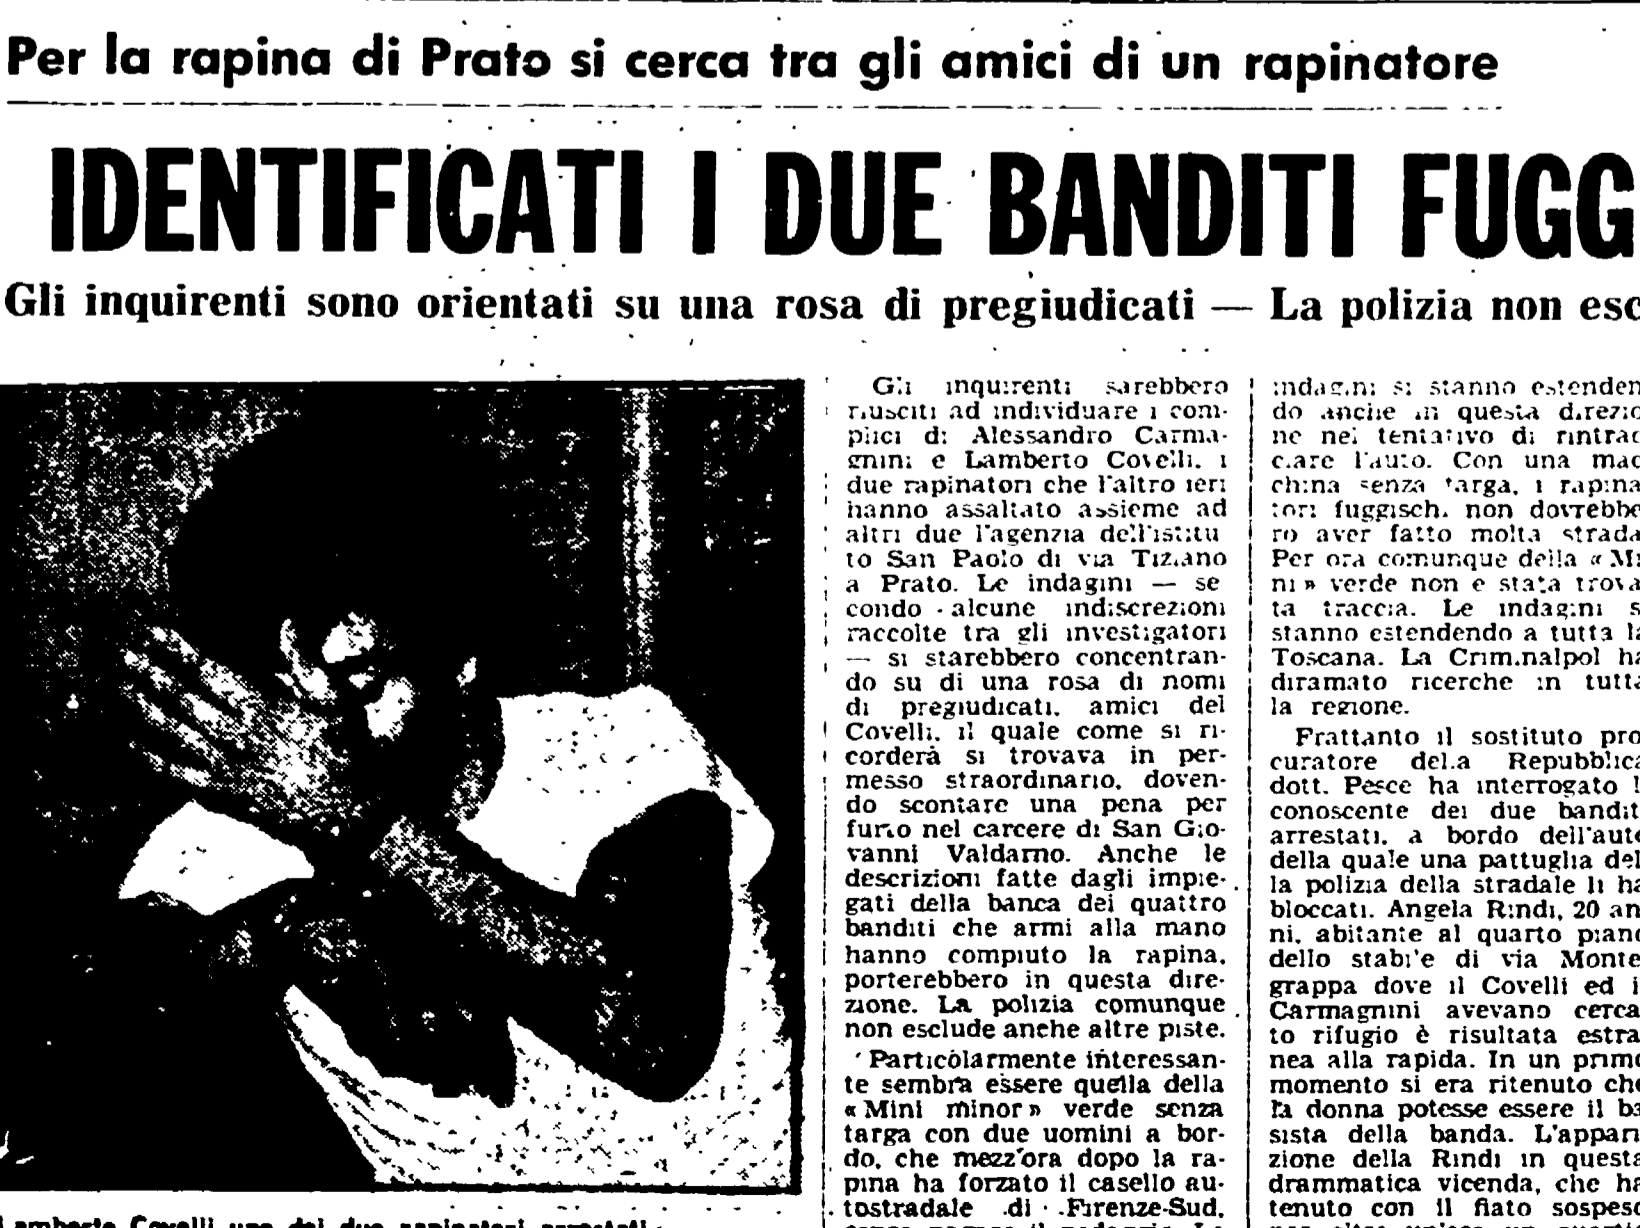 Per la rapina di Prato si cerca tra gli amici di un rapinatore
IDENTIFICATI I DUE BANDITI FUGG
Gli inquirenti sono orientati su una rosa di pregiudicati — La polizia non esc
Gli inquirenti sarebbero
riusciti ad individuare i com-
plici di Alessandro Carma-
gnini e Lamberto Covelli, i
due rapinatori che l'altro ieri
hanno assaltato assieme ad
altri due l'agenzia dell'istitu
to San Paolo di via Tiziano
a Prato. Le indagini — se
condo alcune indiscrezioni
raccolte tra gli investigatori
— si starebbero concentran-
do su di una rosa di nomi
di pregiudicati, amici del
Covelli, il quale come si ri-
corderà si trovava in per-
messo straordinario, doven-
do scontare una pena per
furto nel carcere di San Gio-
vanni Valdarno. Anche le
descrizioni fatte dagli impie-
gati della banca dei quattro
banditi che armi alla mano
hanno compiuto la rapina,
porterebbero in questa dire-
zione. La polizia comunque
non esclude anche altre piste.
Particolarmente interessan-
te sembra essere quella della
«Mini minor» verde senza
targa con due uomini a bor-
do, che mezz'ora dopo la ra-
pina ha forzato il casello au-
tostradale di Firenze-Sud,
indagini si stanno estenden
do anche in questa direzio
ne nel tentativo di rintrac
ciare l'auto. Con una mac
china senza targa, i rapina
tori fuggischi non dovrebbe
ro aver fatto molta strada
Per ora comunque della «Mi
ni» verde non e stata trova
ta traccia. Le indagini s
stanno estendendo a tutta la
Toscana. La Criminalpol ha
diramato ricerche in tutta
la regione.
Frattanto il sostituto pro
curatore della Repubblica
dott. Pesce ha interrogato l
conoscente dei due bandit
arrestati, a bordo dell'auto
della quale una pattuglia del
la polizia della stradale li ha
bloccati. Angela Rindi, 20 an
ni, abitante al quarto piano
dello stabile di via Monte
grappa dove il Covelli ed i
Carmagnini avevano cerca
to rifugio è risultata estra
nea alla rapida. In un primo
momento si era ritenuto che
la donna potesse essere il ba
sista della banda. L'appari
zione della Rindi in questa
drammatica vicenda, che ha
tenuto con il fiato sospeso
Lamberto Covelli uno dei due rapinatori arrestati